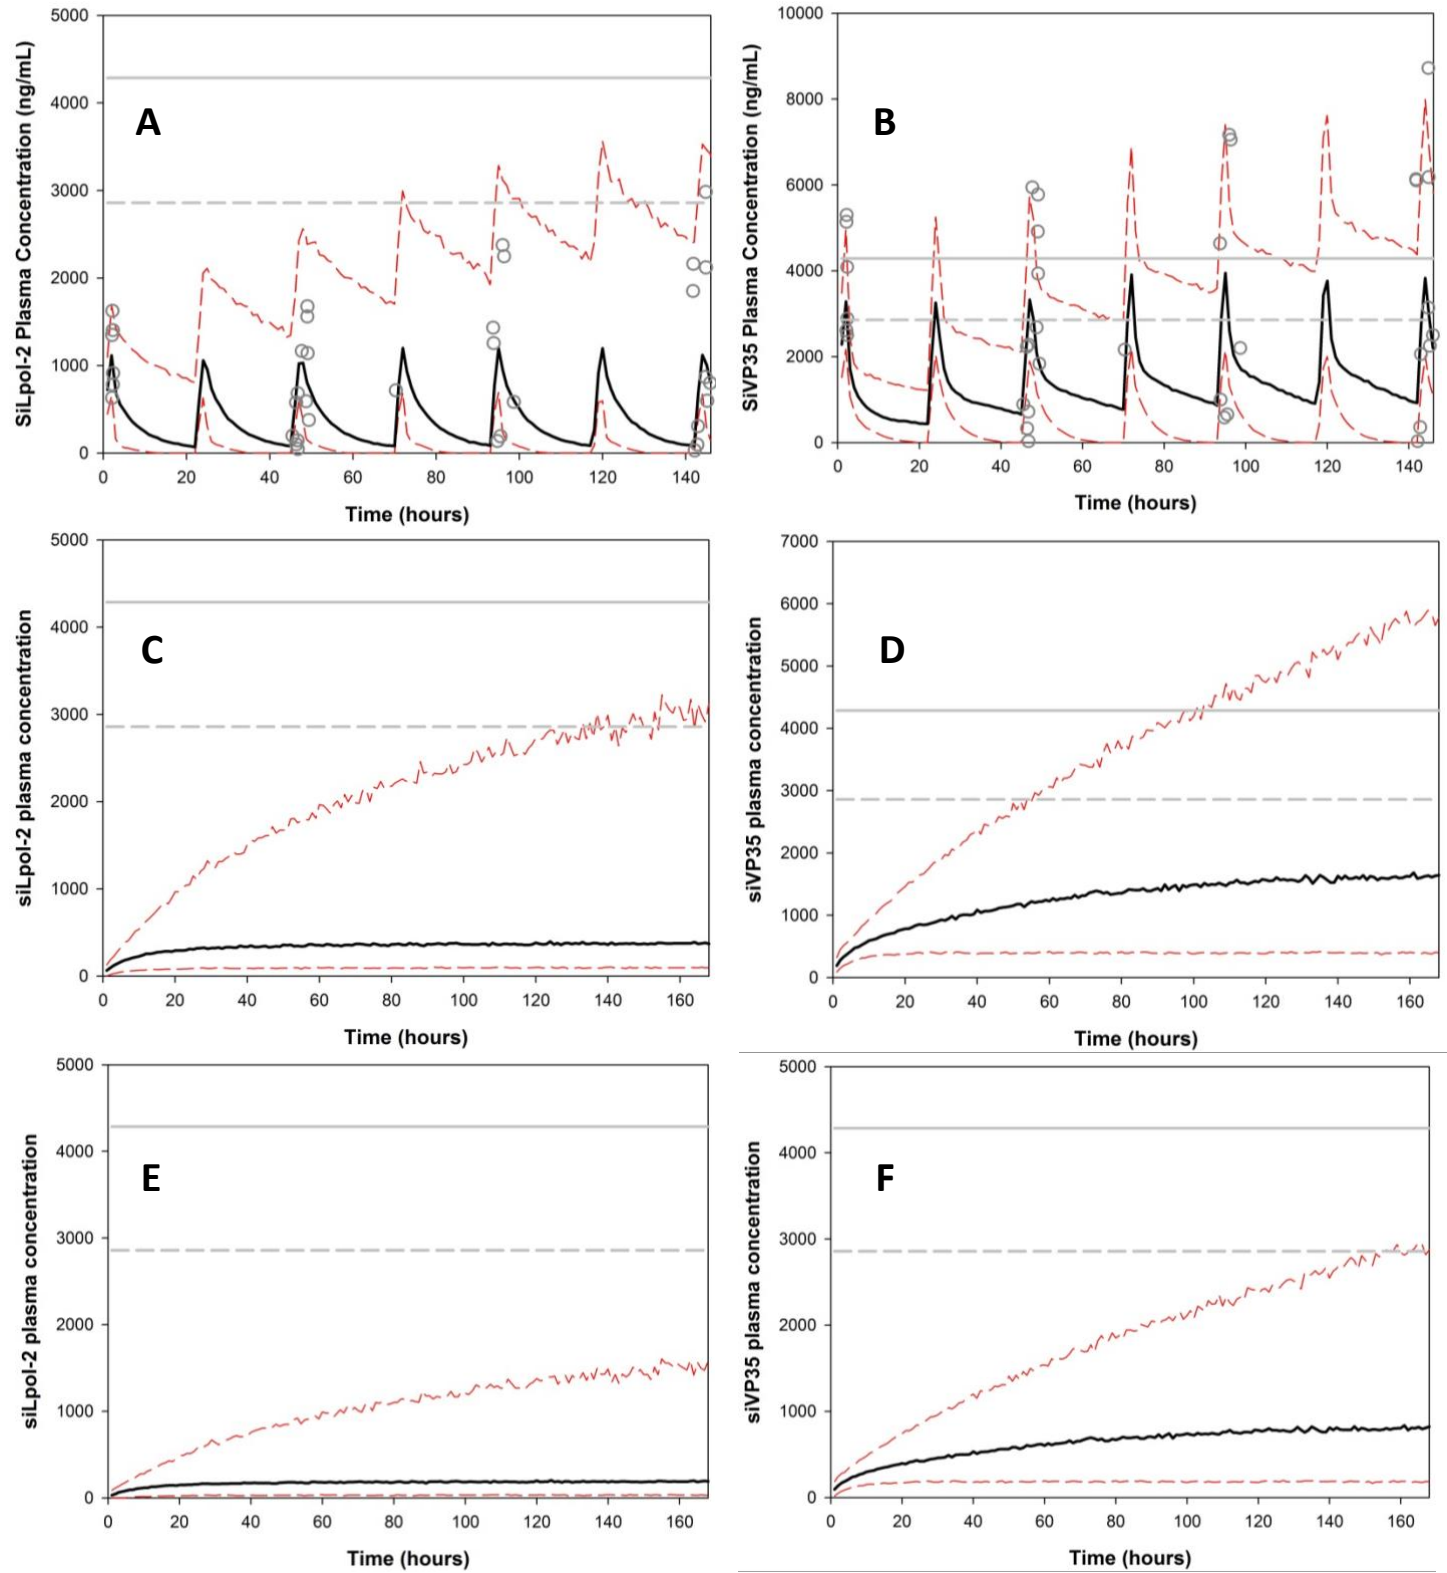 A
SiLpol-2 Plasma Concentration (ng/mL)
5000
4000
3000
2000
1000
0
0 20 40 60 80 100 120 140
Time (hours)
B
SiVP35 Plasma Concentration (ng/mL)
10000
8000
6000
4000
2000
0
0 20 40 60 80 100 120 140
Time (hours)
C
siLpol-2 plasma concentration
5000
4000
3000
2000
1000
0
0 20 40 60 80 100 120 140 160
Time (hours)
D
siVP35 plasma concentration
7000
6000
5000
4000
3000
2000
1000
0
0 20 40 60 80 100 120 140 160
Time (hours)
E
siLpol-2 plasma concentration
5000
4000
3000
2000
1000
0
0 20 40 60 80 100 120 140 160
Time (hours)
F
siVP35 plasma concentration
5000
4000
3000
2000
1000
0
0 20 40 60 80 100 120 140 160
Time (hours)